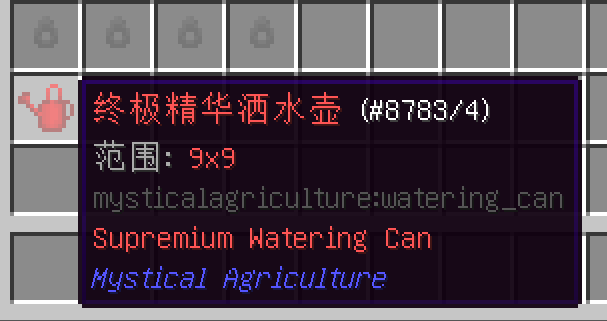 终极精华洒水壶 (#8783/4)
范围: 9x9
mysticalagriculture:watering_can
Supremium Watering Can
Mystical Agriculture